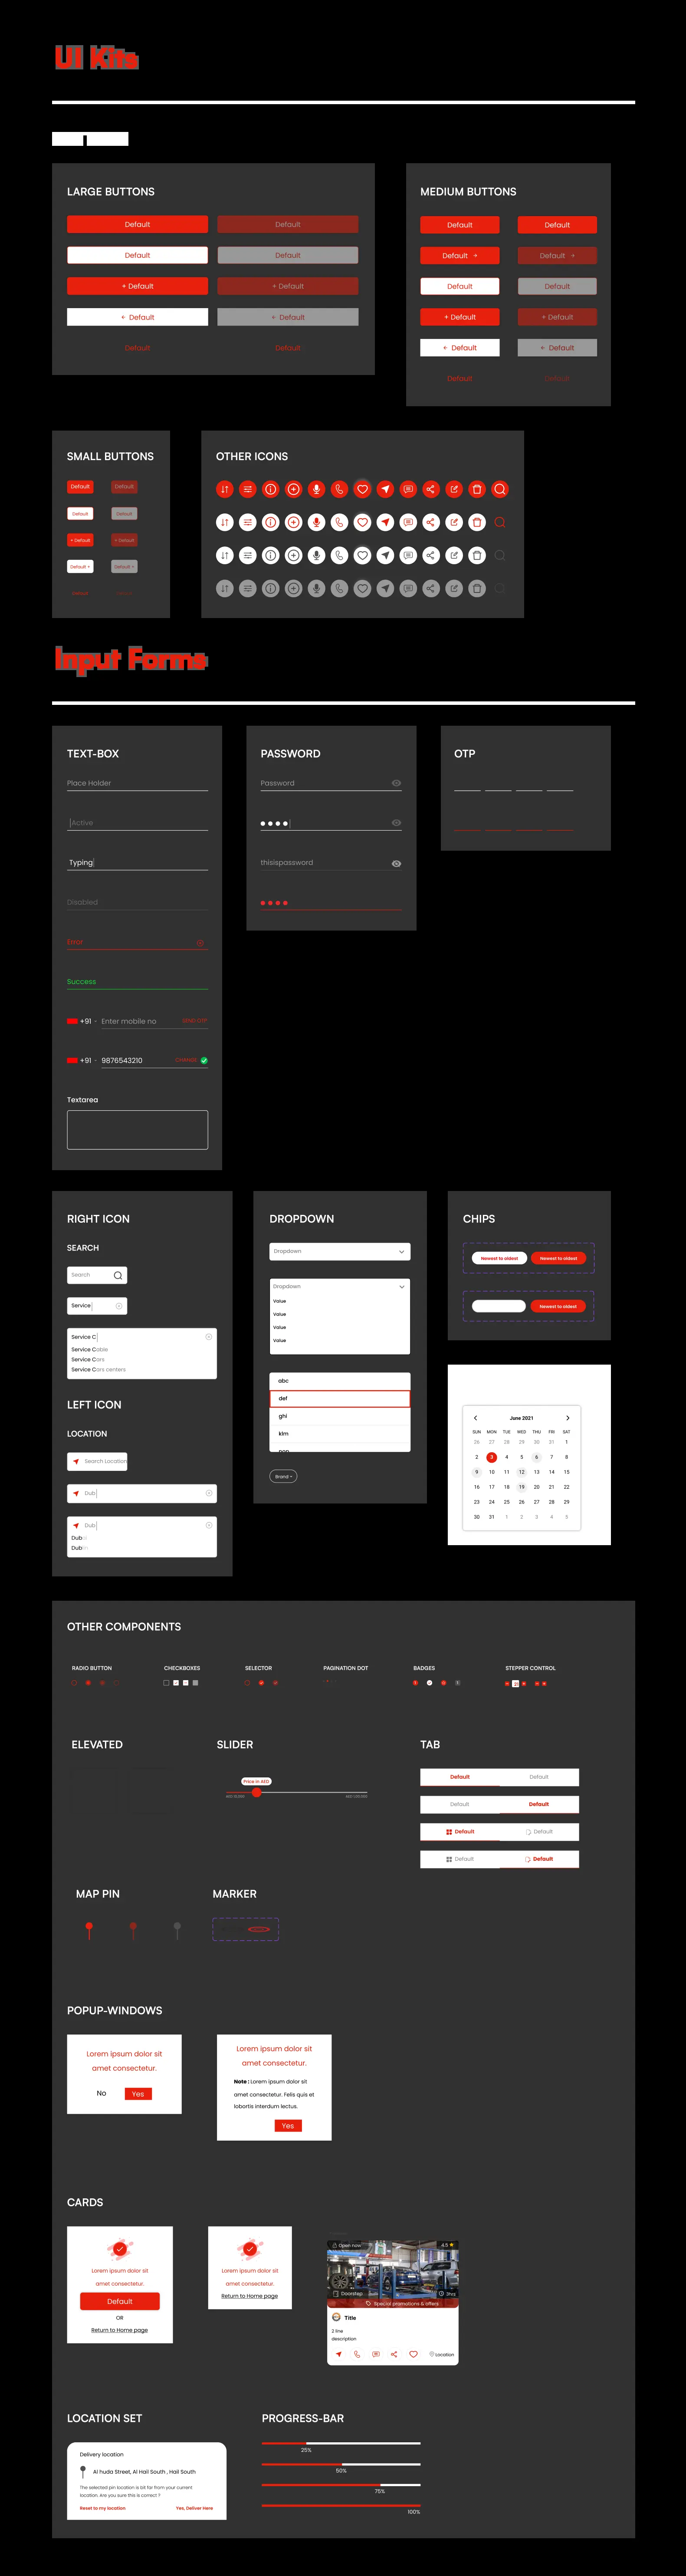 UI Kits
LARGE BUTTONS
Default Default
Default Default
+ Default + Default
← Default ← Default
Default Default
MEDIUM BUTTONS
Default Default
Default + Default +
Default Default
+ Default + Default
← Default ← Default
Default Default
SMALL BUTTONS
Default Default
Default Default
+ Default + Default
Default + Default +
Default Default
OTHER ICONS
Input Forms
TEXT-BOX
Place Holder
Active
Typing
Disabled
Error
Success
+91 - Enter mobile no SEND OTP
+91 - 9876543210 CHANGE
Textarea
PASSWORD
Password
thisispassword
OTP
RIGHT ICON
SEARCH
Search
Service
Service C
Service Cable
Service Cars
Service Cars centers
LEFT ICON
LOCATION
Search Location
Dub
Dub
Dub
Dub
DROPDOWN
Dropdown
Dropdown
Value
Value
Value
Value
abc
def
ghi
klm
nop
Brand
CHIPS
Newest to oldest Newest to oldest
Newest to oldest
June 2021
SUN MON TUE WED THU FRI SAT
26 27 28 29 30 31 1
2 3 4 5 6 7 8
9 10 11 12 13 14 15
16 17 18 19 20 21 22
23 24 25 26 27 28 29
30 31 1 2 3 4 5
OTHER COMPONENTS
RADIO BUTTON CHECKBOXES SELECTOR PAGINATION DOT BADGES STEPPER CONTROL
ELEVATED
SLIDER
Price in AED
TAB
Default Default
Default Default
Default Default
Default Default
MAP PIN
MARKER
POPUP-WINDOWS
Lorem ipsum dolor sit
amet consectetur.
No Yes
Lorem ipsum dolor sit
amet consectetur.
Note : Lorem ipsum dolor sit
amet consectetur. Felis quis et
lobortis interdum lectus.
Yes
CARDS
Lorem ipsum dolor sit
amet consectetur.
Default
OR
Return to Home page
Lorem ipsum dolor sit
amet consectetur.
Return to Home page
Open now 4.5
Doorstep 3hrs
Special promotions & offers
Title
2 line
description
Location
LOCATION SET
Delivery location
Al huda Street, Al Hail South , Hail South
The selected pin location is bit far from your current
location. Are you sure this is correct ?
Reset to my location Yes, Deliver Here
PROGRESS-BAR
25%
50%
75%
100%